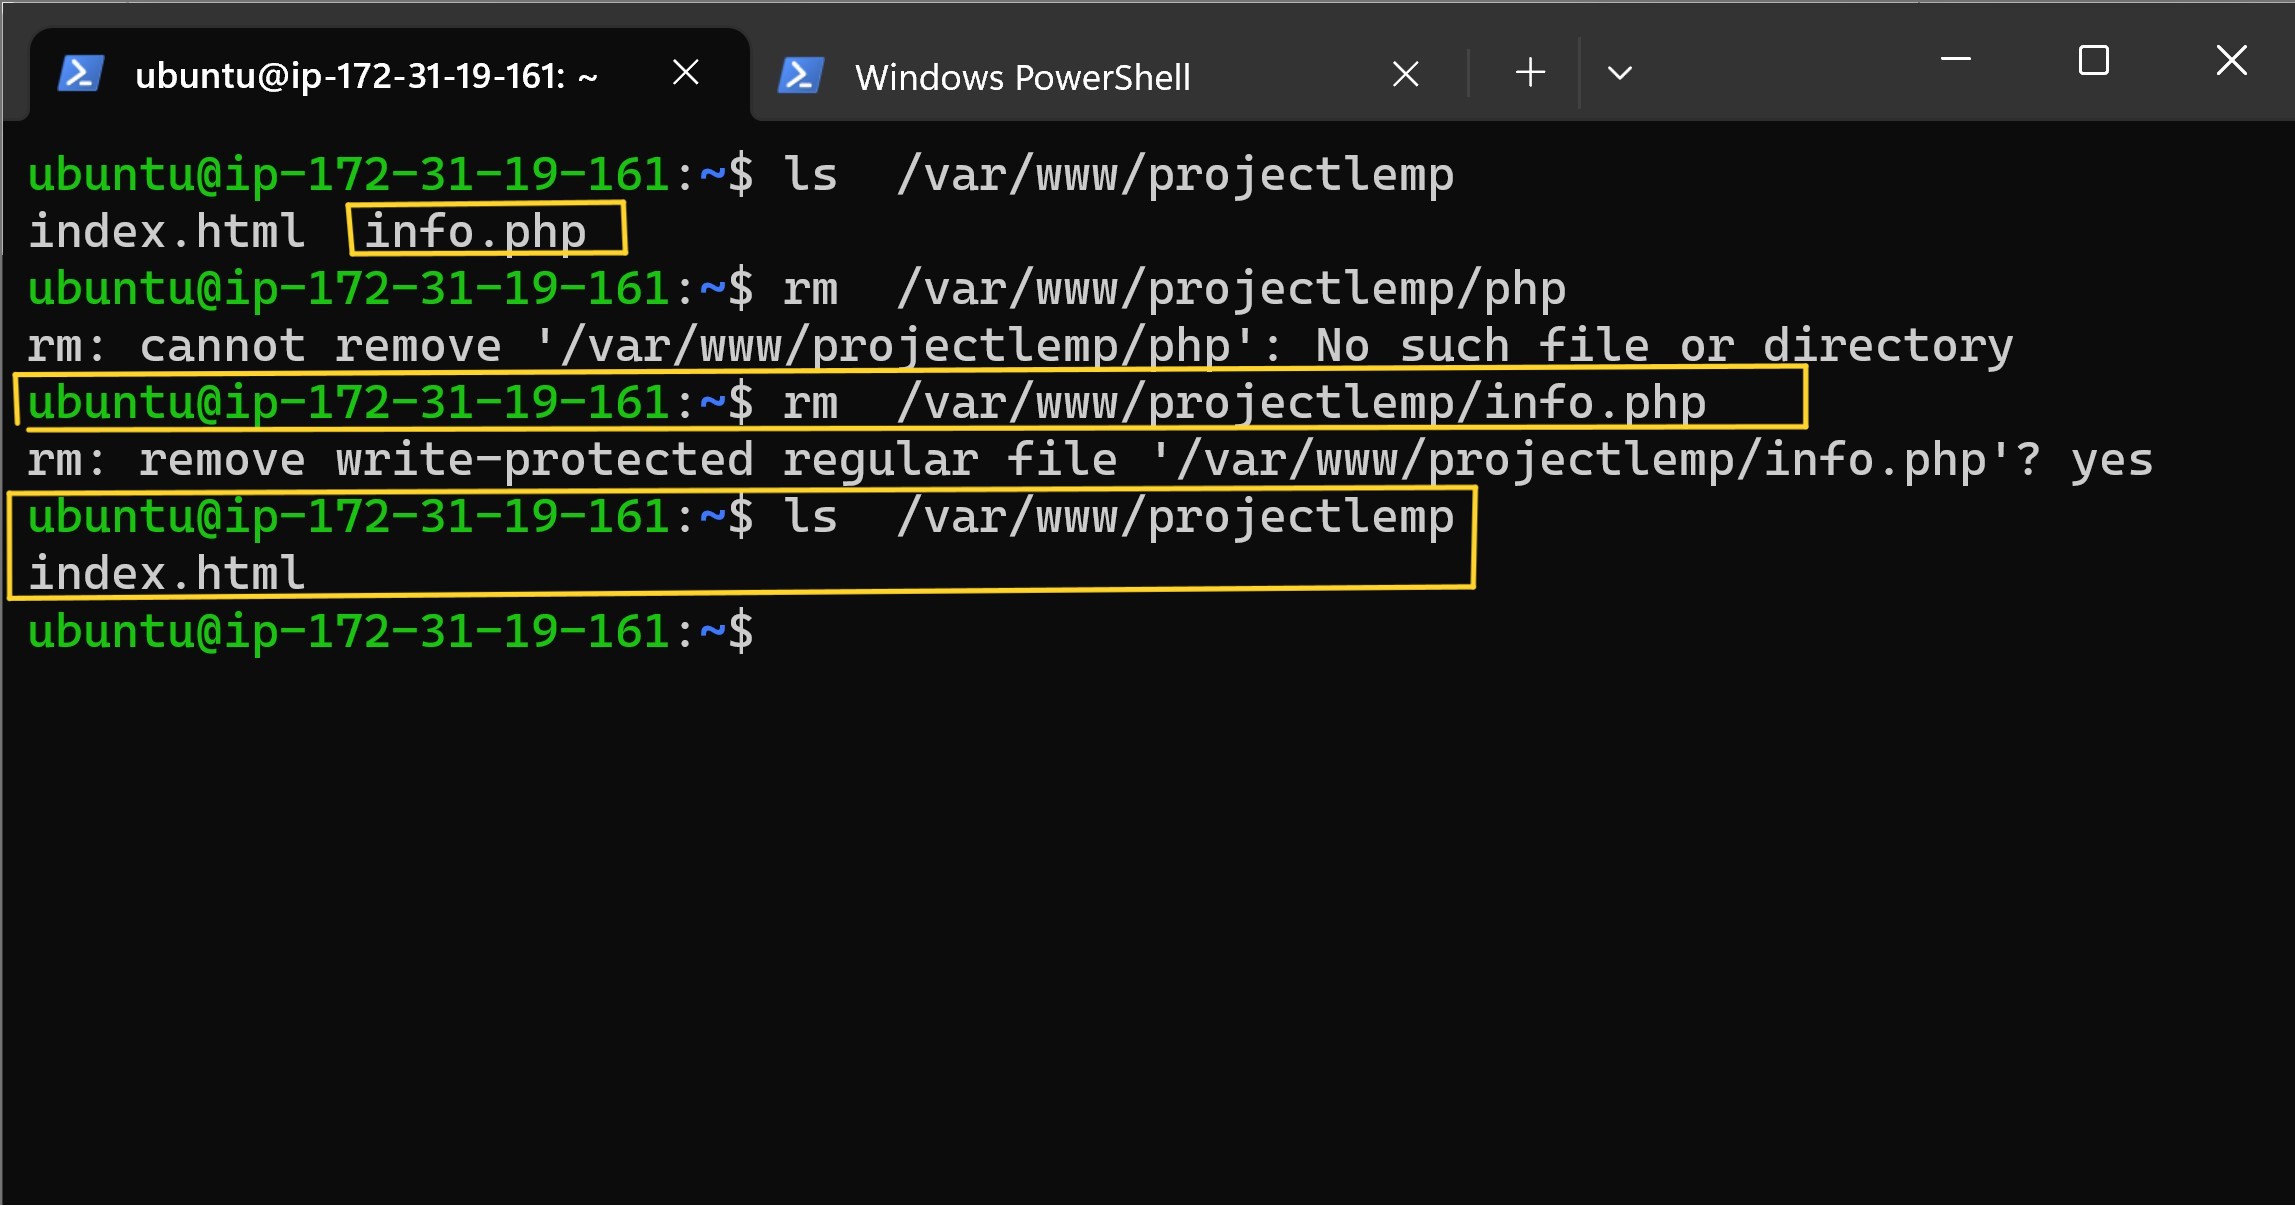 ubuntu@ip-172-31-19-161: ~
Windows PowerShell
ubuntu@ip-172-31-19-161:~$ ls  /var/www/projectlemp
index.html  info.php
ubuntu@ip-172-31-19-161:~$ rm  /var/www/projectlemp/php
rm: cannot remove '/var/www/projectlemp/php': No such file or directory
ubuntu@ip-172-31-19-161:~$ rm  /var/www/projectlemp/info.php
rm: remove write-protected regular file '/var/www/projectlemp/info.php'? yes
ubuntu@ip-172-31-19-161:~$ ls  /var/www/projectlemp
index.html
ubuntu@ip-172-31-19-161:~$